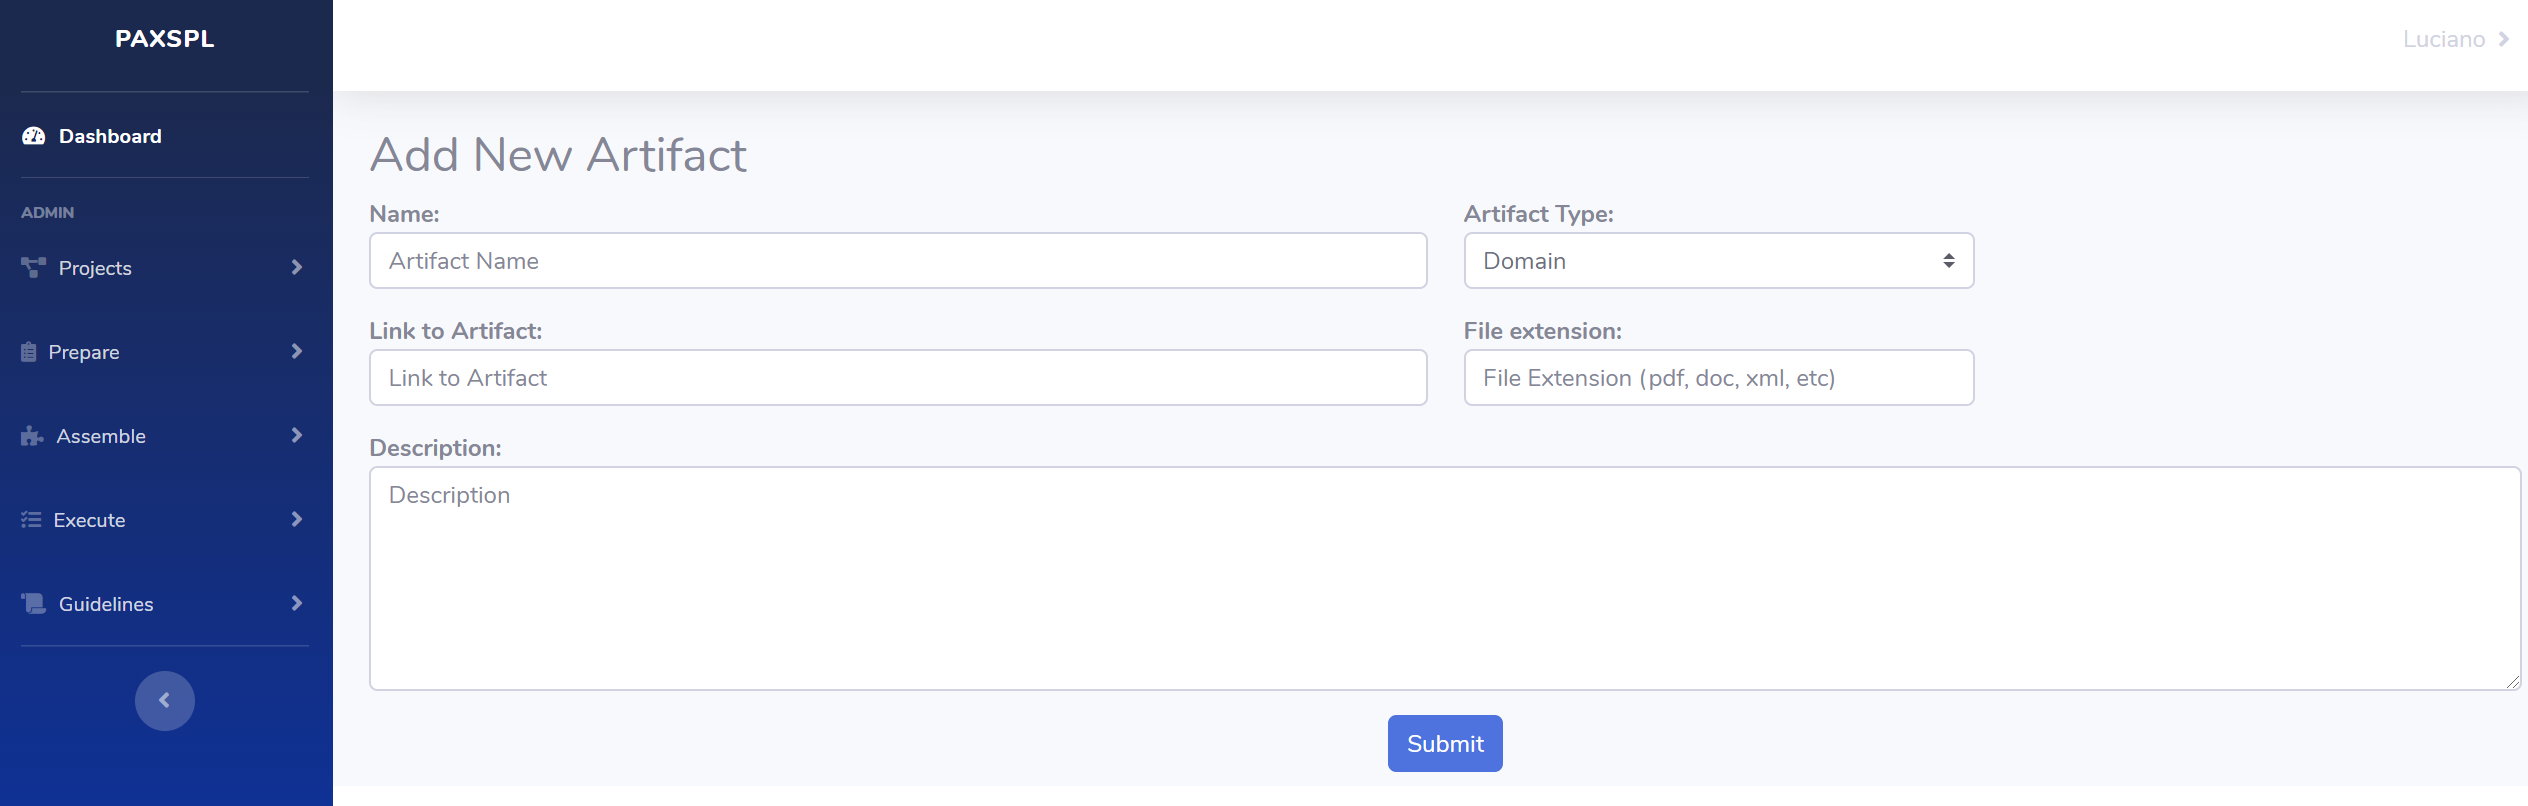 PAXSPL
Luciano
Dashboard
ADMIN
Projects
Prepare
Assemble
Execute
Guidelines
Add New Artifact
Name:
Artifact Name
Artifact Type:
Domain
Link to Artifact:
Link to Artifact
File extension:
File Extension (pdf, doc, xml, etc)
Description:
Description
Submit